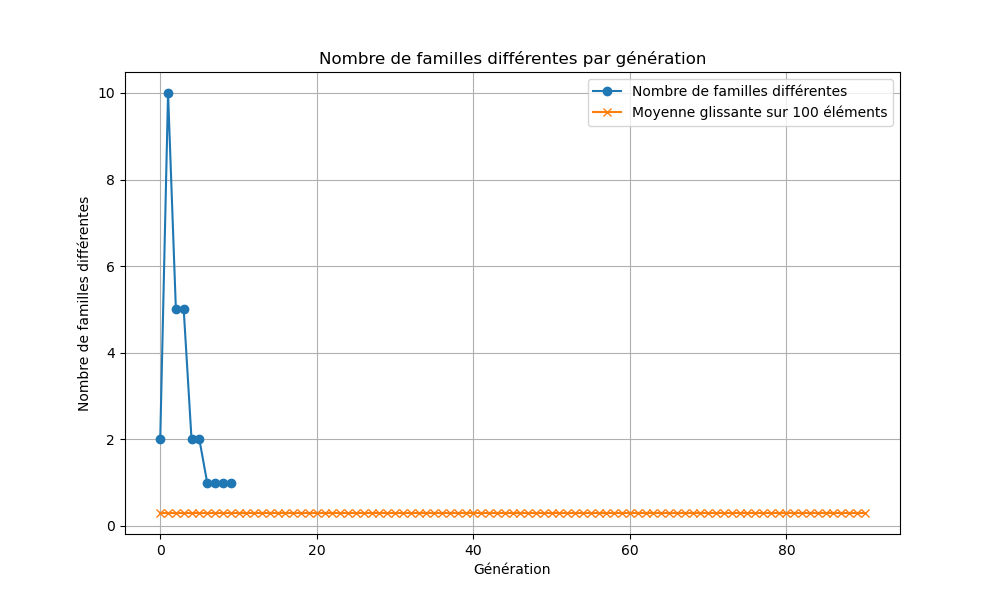 Nombre de familles différentes par génération
Nombre de familles différentes
Moyenne glissante sur 100 éléments
Nombre de familles différentes
10
8
6
4
2
0
0 20 40 60 80
Génération